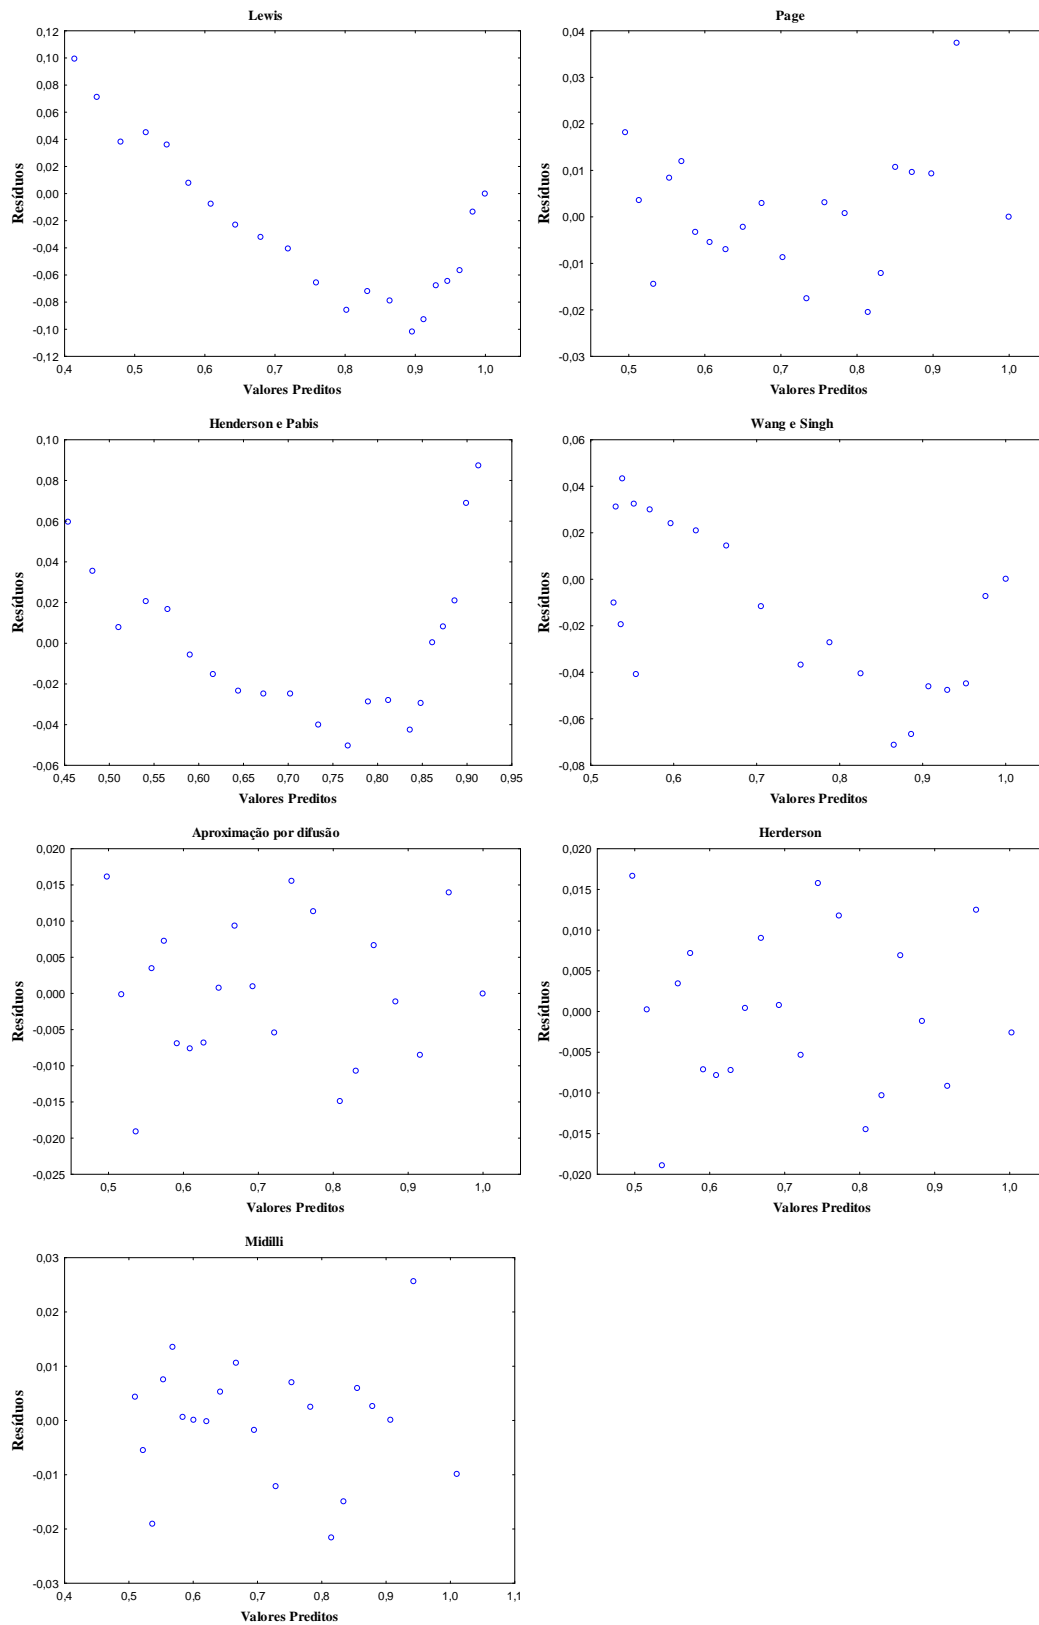 Lewis
0,12
0,10
0,08
0,06
0,04
0,02
0,00
-0,02
-0,04
-0,06
-0,08
-0,10
-0,12
0,4 0,5 0,6 0,7 0,8 0,9 1,0
Valores Preditos
Resíduos
Page
0,04
0,03
0,02
0,01
0,00
-0,01
-0,02
-0,03
0,5 0,6 0,7 0,8 0,9 1,0
Valores Preditos
Resíduos
Henderson e Pabis
0,10
0,08
0,06
0,04
0,02
0,00
-0,02
-0,04
-0,06
0,45 0,50 0,55 0,60 0,65 0,70 0,75 0,80 0,85 0,90 0,95
Valores Preditos
Resíduos
Wang e Singh
0,06
0,04
0,02
0,00
-0,02
-0,04
-0,06
-0,08
0,5 0,6 0,7 0,8 0,9 1,0
Valores Preditos
Resíduos
Aproximação por difusão
0,020
0,015
0,010
0,005
0,000
-0,005
-0,010
-0,015
-0,020
-0,025
0,5 0,6 0,7 0,8 0,9 1,0
Valores Preditos
Resíduos
Herderson
0,020
0,015
0,010
0,005
0,000
-0,005
-0,010
-0,015
-0,020
0,5 0,6 0,7 0,8 0,9 1,0
Valores Preditos
Resíduos
Midilli
0,03
0,02
0,01
0,00
-0,01
-0,02
-0,03
0,4 0,5 0,6 0,7 0,8 0,9 1,0 1,1
Valores Preditos
Resíduos